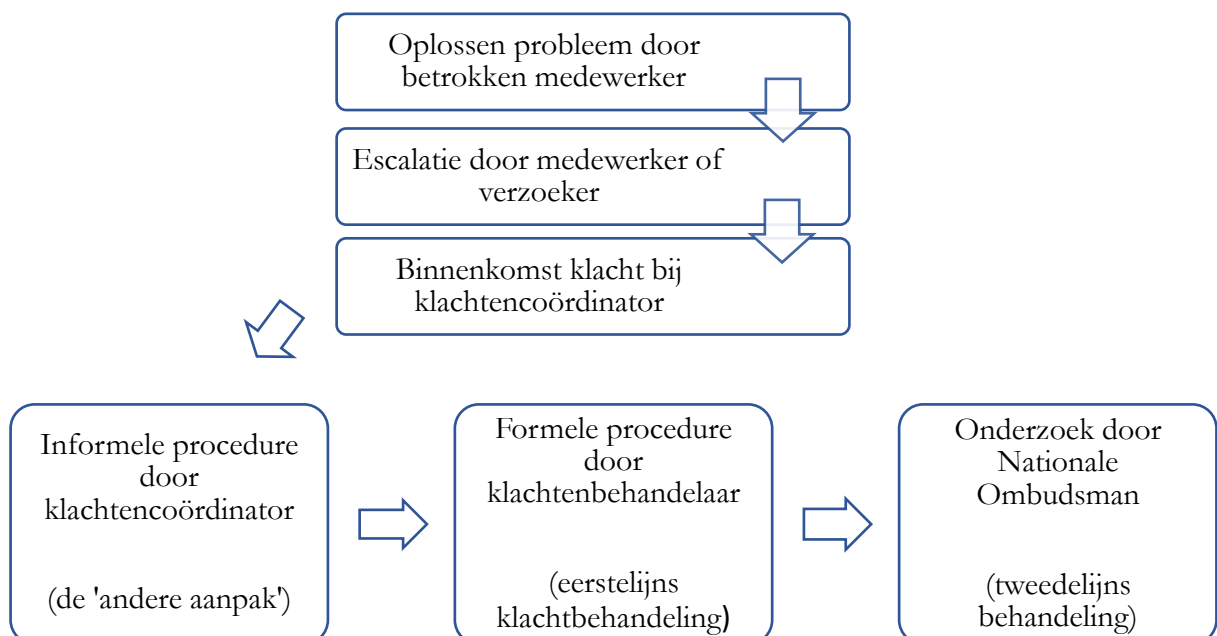 Oplossen probleem door
betrokken medewerker
Escalatie door medewerker of
verzoeker
Binnenkomst klacht bij
klachtencoördinator
Informele procedure
door
klachtencoördinator
(de 'andere aanpak')
Formele procedure
door
klachtenbehandelaar
(eerstelijns
klachtbehandeling)
Onderzoek door
Nationale
Ombudsman
(tweedelijns
behandeling)